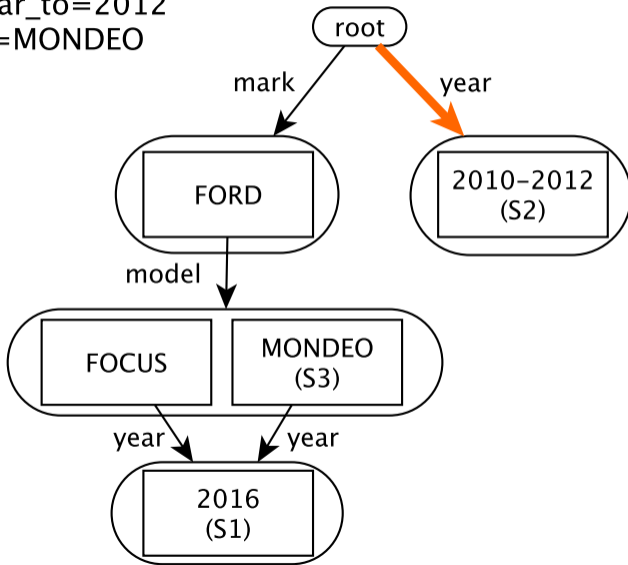 ar_to=2012
=MONDEO
root
mark
year
FORD
2010-2012
(S2)
model
FOCUS
MONDEO
(S3)
year
year
2016
(S1)